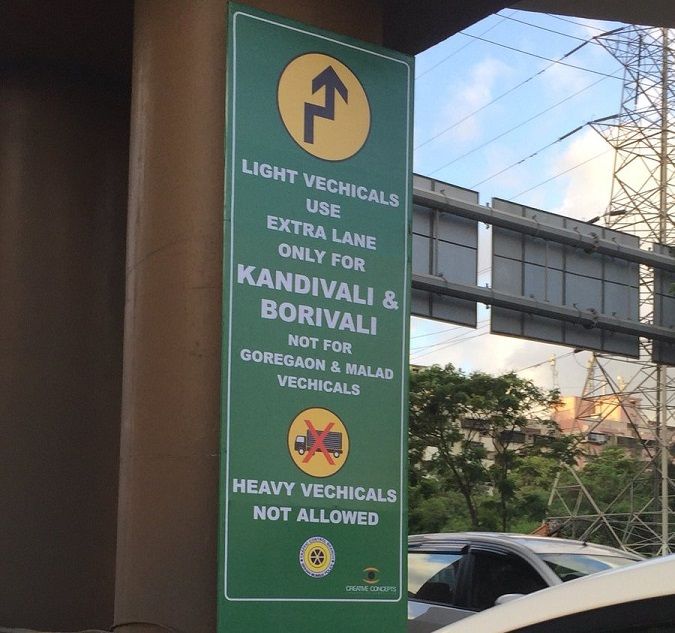 LIGHT VECHICALS
USE
EXTRA LANE
ONLY FOR
KANDIVALI &
BORIVALI
NOT FOR
GOREGAON & MALAD
VECHICALS
HEAVY VECHICALS
NOT ALLOWED
CREATIVE CONCEPTS